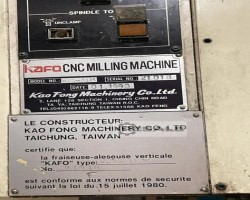 SPINDLE TO
UNCLAMP
KAFO CNC MILLING MACHINE
MODEL NO. SERIAL NO.
DATE
Kao Fong Machinery Co., Ltd.
LE CONSTRUCTEUR:
KAO FONG MACHINERY CO., LTD
TAICHUNG, TAIWAN
certifie que:
la fraiseuse-aleseuse verticale
"KAFO" type:
est conforme aux normes de securite
suivant la loi du 15 juillet 1980.